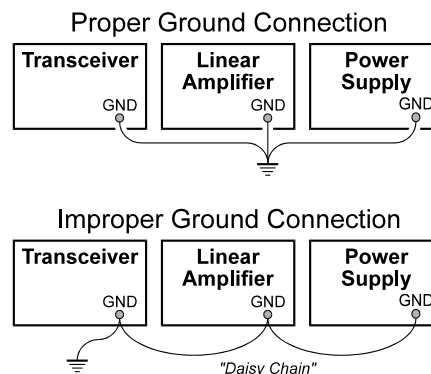 Proper Ground Connection
Transceiver
Linear
Amplifier
Power
Supply
GND
GND
GND
Improper Ground Connection
Transceiver
Linear
Amplifier
Power
Supply
GND
GND
GND
"Daisy Chain"